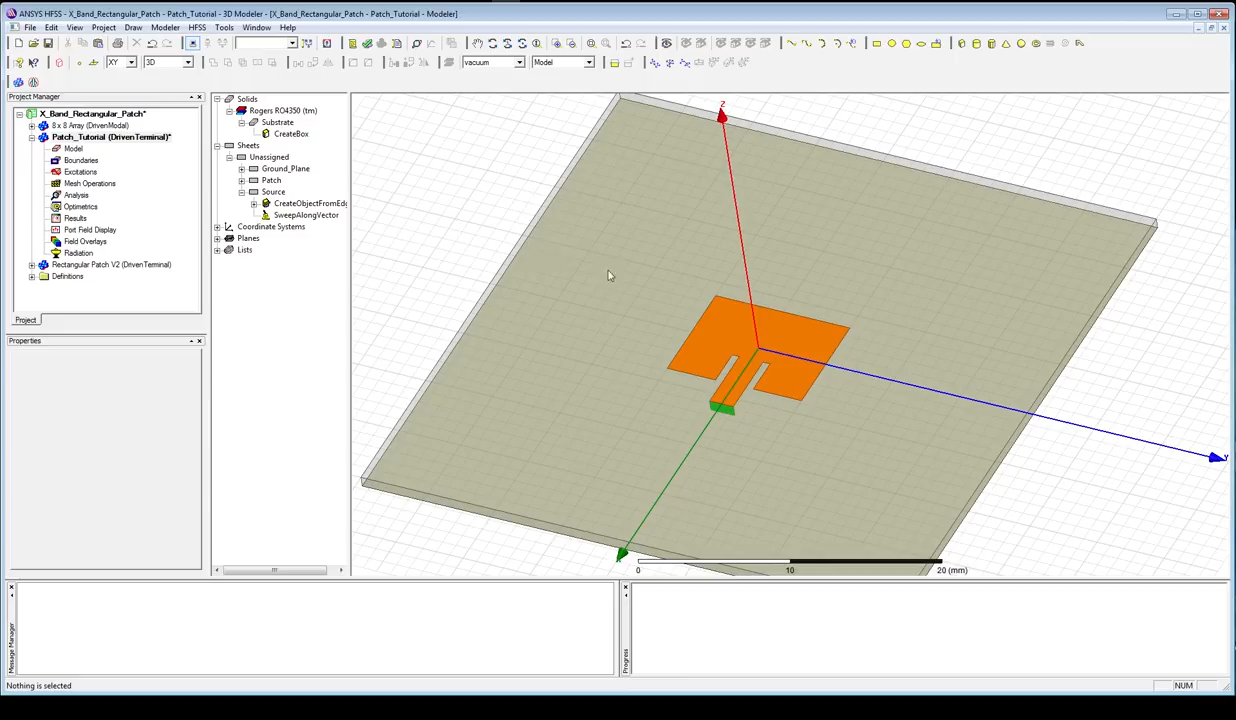 ANSYS HFSS - X_Band_Rectangular_Patch - Patch_Tutorial - 3D Modeler - [X_Band_Rectangular_Patch - Patch_Tutorial - Modeler]
File Edit View Project Draw Modeler HFSS Tools Window Help
XY 3D vacuum Model
Project Manager
X_Band_Rectangular_Patch*
8 x 8 Array (DrivenModal)
Patch_Tutorial (DrivenTerminal)*
Model
Boundaries
Excitations
Mesh Operations
Analysis
Optimetrics
Results
Port Field Display
Field Overlays
Radiation
Rectangular Patch V2 (DrivenTerminal)
Definitions
Project
Properties
Solids
Rogers RO4350 (tm)
Substrate
CreateBox
Sheets
Unassigned
Ground_Plane
Patch
Source
CreateObjectFromEdg
SweepAlongVector
Coordinate Systems
Planes
Lists
Z
Y
0 10 20 (mm)
Message Manager
Progress
Nothing is selected
NUM